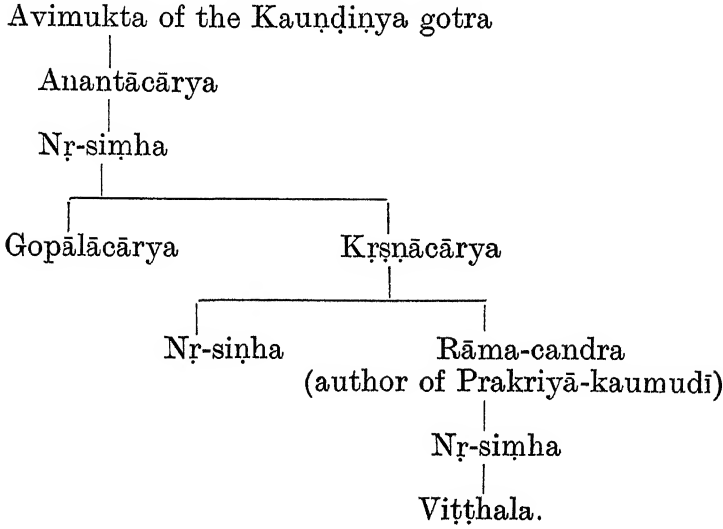 Avimukta of the Kauṇḍiṇya gotra
Anantācārya
Nṛ-siṃha
Gopālācārya Kṛṣṇācārya
Nṛ-siṇha Rāma-candra
(author of Prakriyā-kaumudī)
Nṛ-siṃha
Viṭṭhala.